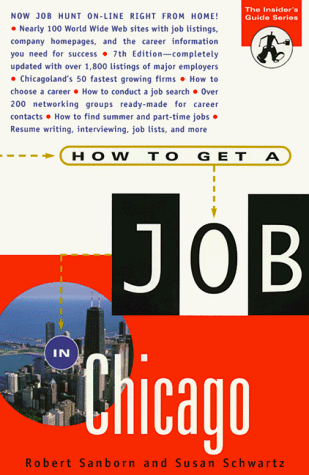 NOW JOB HUNT ON-LINE RIGHT FROM HOME!
• Nearly 100 World Wide Web sites with job listings,
company homepages, and the career information
you need for success • 7th Edition—completely
updated with over 1,800 listings of major employers
• Chicagoland's 50 fastest growing firms • How to
choose a career • How to conduct a job search • Over
200 networking groups ready-made for career
contacts • How to find summer and part-time jobs •
Resume writing, interviewing, job lists, and more
The Insider's
Guide Series
HOW TO GET A
JOB
IN
Chicago
Robert Sanborn and Susan Schwartz